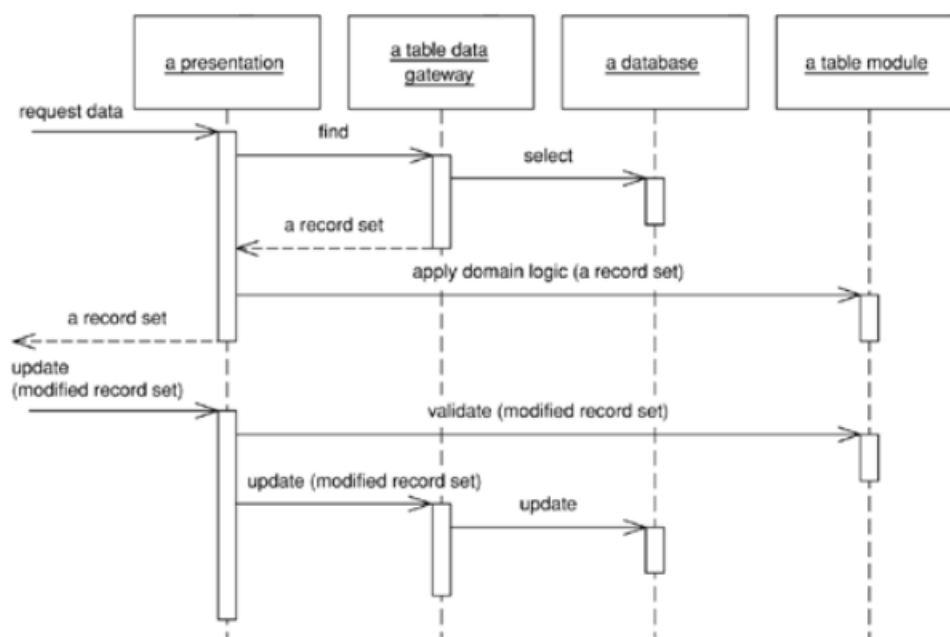 a presentation
a table data
gateway
a database
a table module
request data
find
select
a record set
apply domain logic (a record set)
a record set
update
(modified record set)
validate (modified record set)
update (modified record set)
update